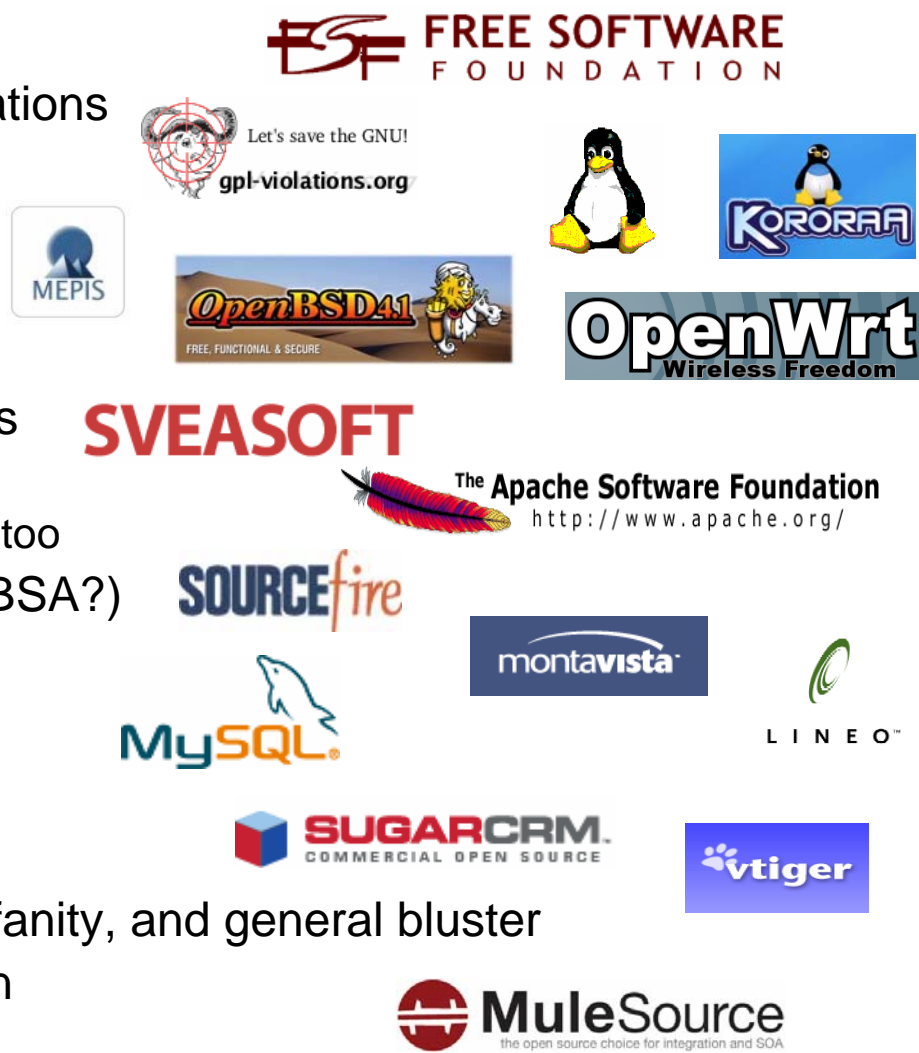 FREE SOFTWARE
FOUNDATION
ations
Let's save the GNU!
gpl-violations.org
KORORAA
MEPIS
OpenBSD4.1
FREE, FUNCTIONAL & SECURE
OpenWrt
Wireless Freedom
s
SVEASOFT
The Apache Software Foundation
http://www.apache.org/
too
BSA?)
SOURCEfire
montavista™
MySQL®
LINEO™
SUGARCRM.
COMMERCIAL OPEN SOURCE
vtiger
fanity, and general bluster
n
MuleSource
the open source choice for integration and SOA